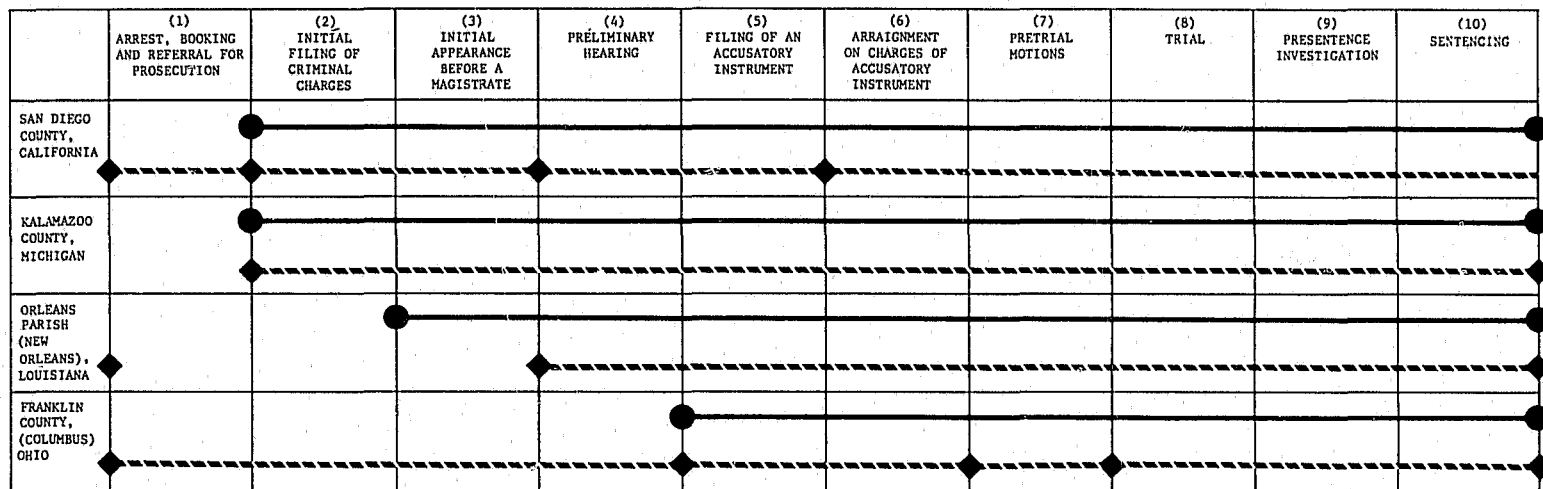 (1)
ARREST, BOOKING
AND REFERRAL FOR
PROSECUTION
(2)
INITIAL
FILING OF
CRIMINAL
CHARGES
(3)
INITIAL
APPEARANCE
BEFORE A
MAGISTRATE
(4)
PRELIMINARY
HEARING
(5)
FILING OF AN
ACCUSATORY
INSTRUMENT
(6)
ARRAIGNMENT
ON CHARGES OF
ACCUSATORY
INSTRUMENT
(7)
PRETRIAL
MOTIONS
(8)
TRIAL
(9)
PRESENTENCE
INVESTIGATION
(10)
SENTENCING
SAN DIEGO
COUNTY,
CALIFORNIA
KALAMAZOO
COUNTY,
MICHIGAN
ORLEANS
PARISH
(NEW
ORLEANS),
LOUISIANA
FRANKLIN
COUNTY,
(COLUMBUS)
OHIO